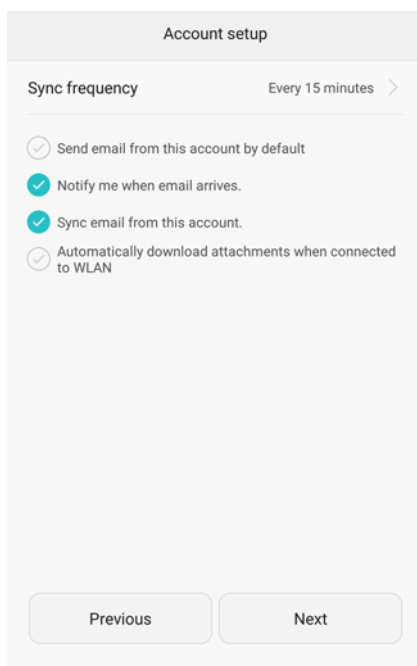 Account setup
Sync frequency Every 15 minutes
Send email from this account by default
Notify me when email arrives.
Sync email from this account.
Automatically download attachments when connected
to WLAN
Previous Next